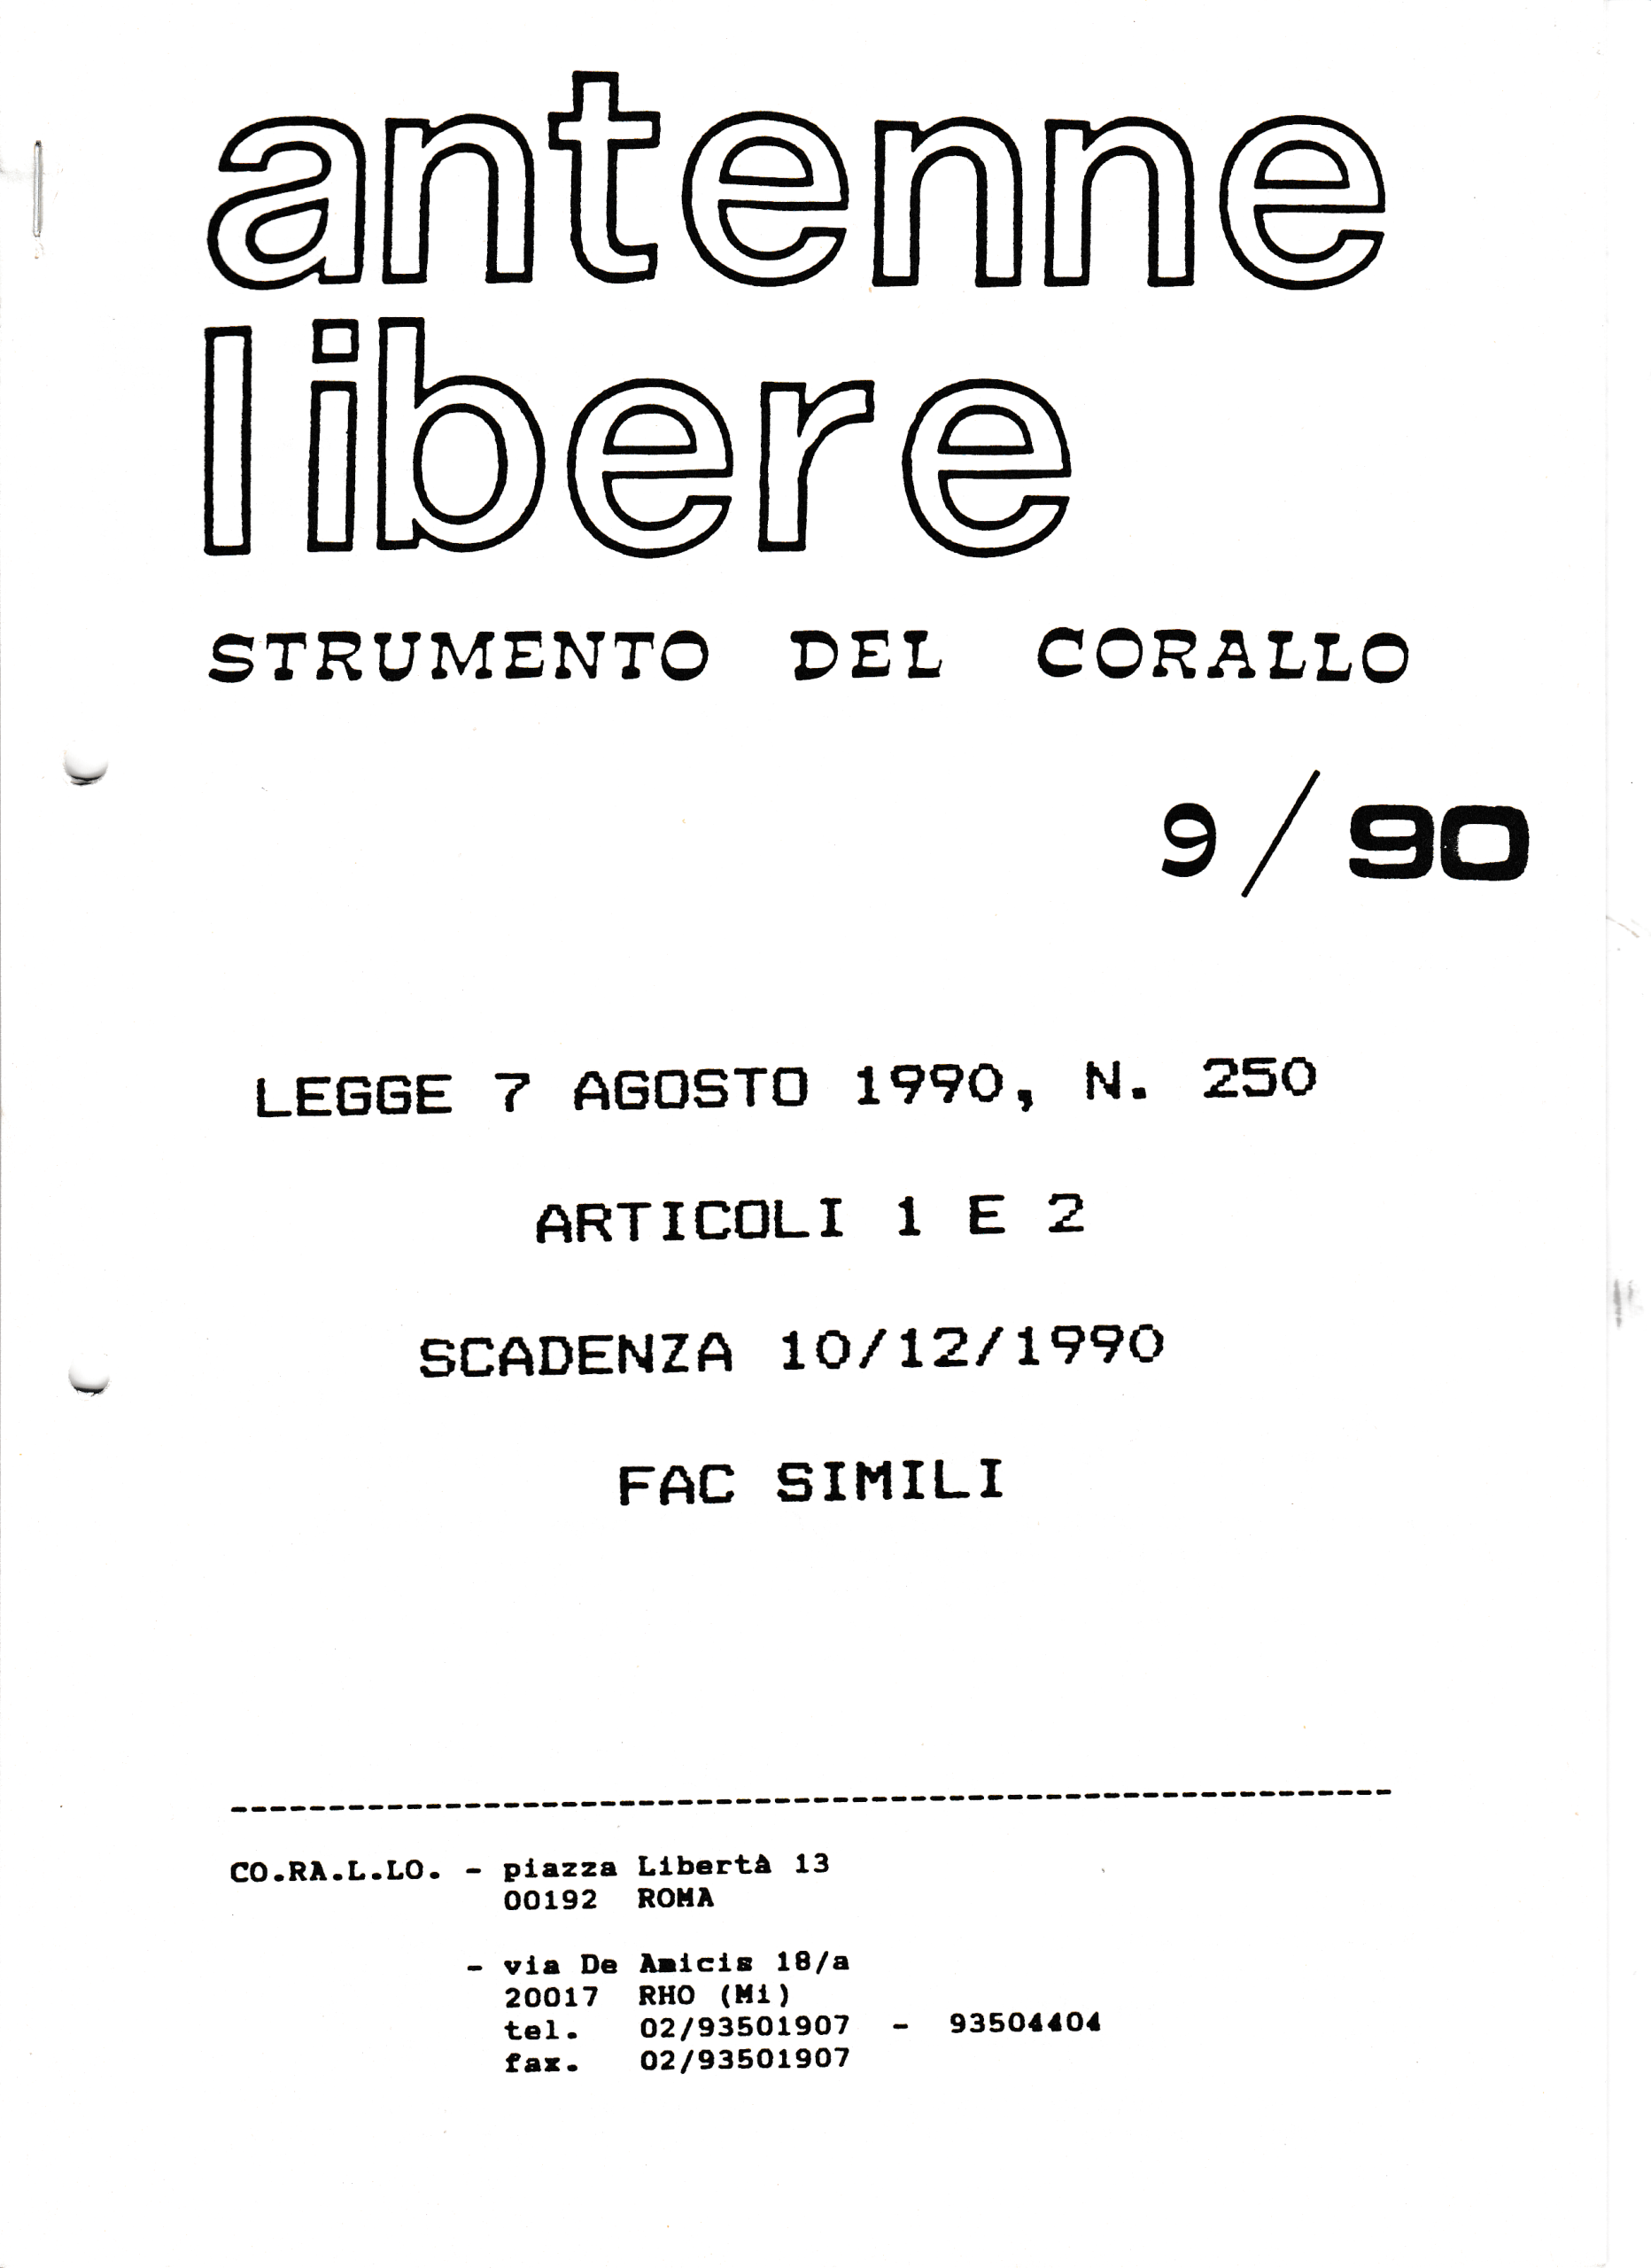 antenne
libere
STRUMENTO DEL CORALLO
9/90
LEGGE 7 AGOSTO 1990, N. 250
ARTICOLI 1 E 2
SCADENZA 10/12/1990
FAC SIMILI
CO.RA.L.LO. - piazza Libertà 13
00192 ROMA
- via De Amicis 18/a
20017 RHO (Mi)
tel. 02/93501907 - 93504404
fax. 02/93501907